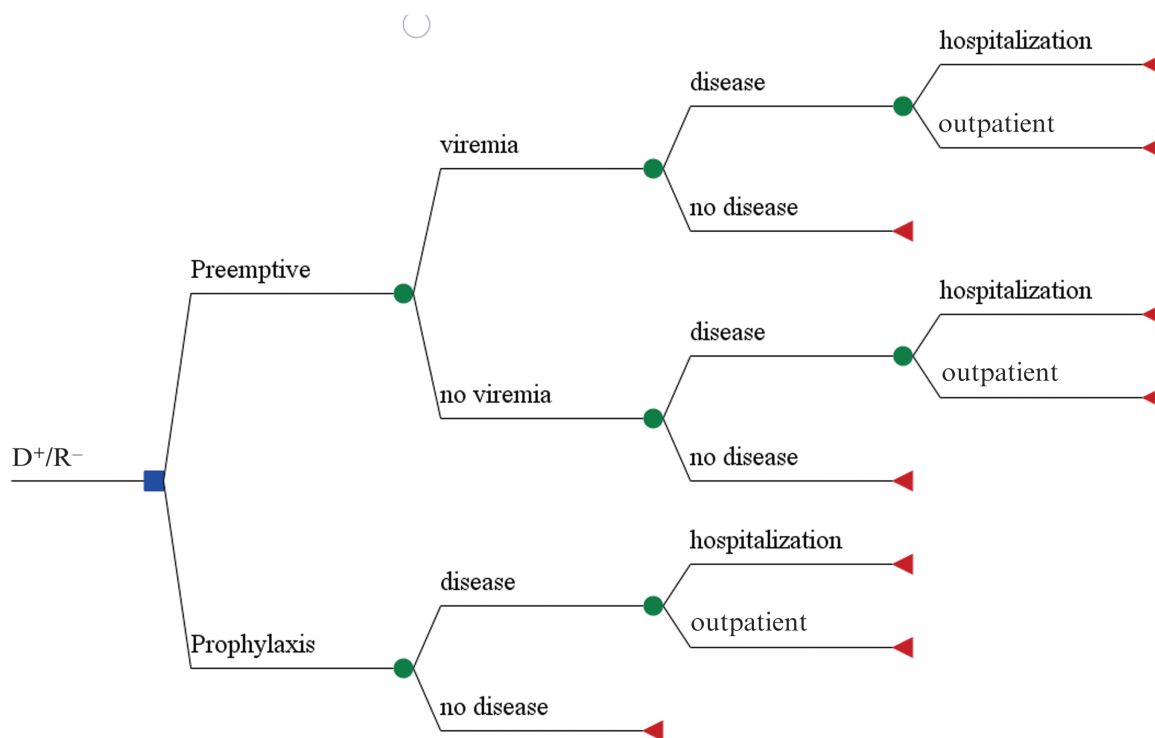 hospitalization
disease
outpatient
viremia
no disease
Preemptive
hospitalization
disease
outpatient
no viremia
D⁺/R⁻
no disease
hospitalization
disease
outpatient
Prophylaxis
no disease